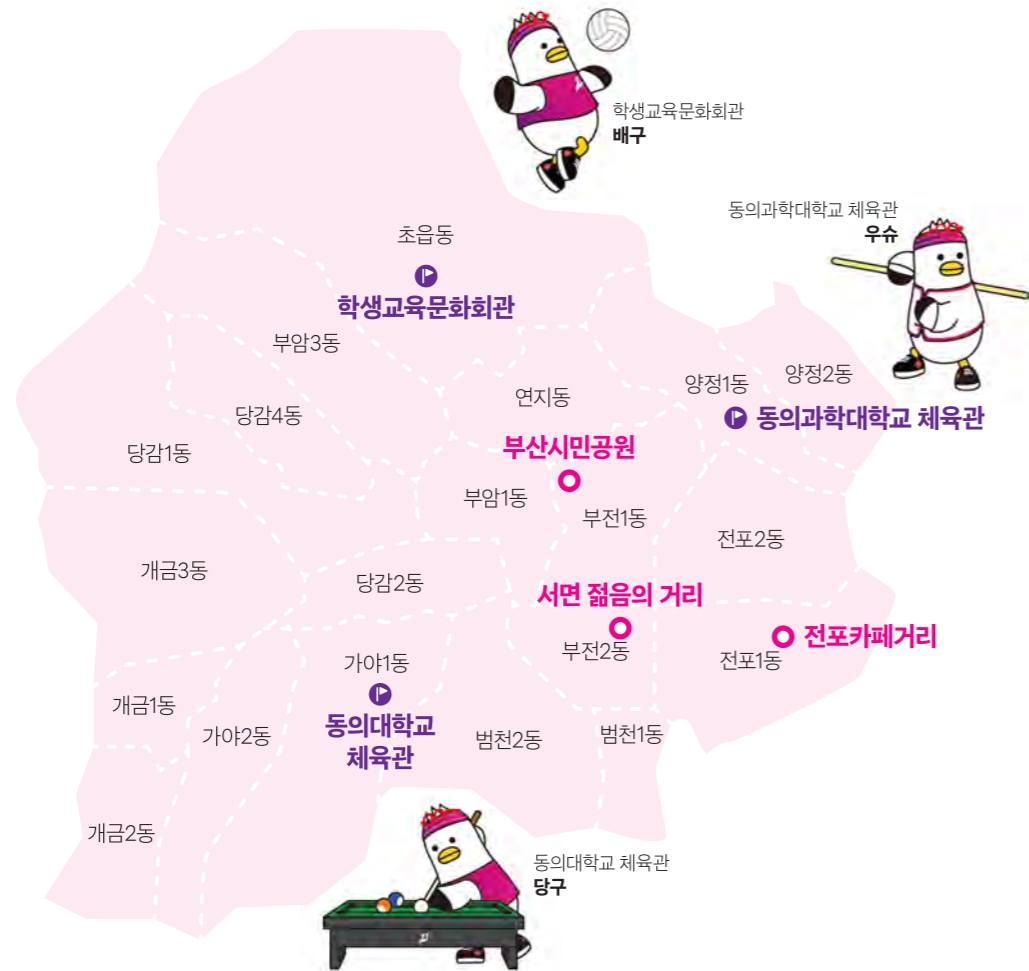 학생교육문화회관
배구
동의과학대학교 체육관
우슈
초읍동
학생교육문화회관
부암3동
양정1동
양정2동
연지동
당감4동
동의과학대학교 체육관
당감1동
부산시민공원
부암1동
부전1동
전포2동
개금3동
당감2동
서면 젊음의 거리
전포카페거리
부전2동
전포1동
가야1동
동의대학교
체육관
개금1동
가야2동
범천2동
범천1동
개금2동
동의대학교 체육관
당구